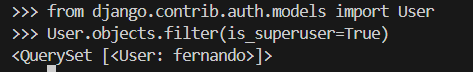 >>> from django.contrib.auth.models import User
>>> User.objects.filter(is_superuser=True)
<QuerySet [<User: fernando>]>